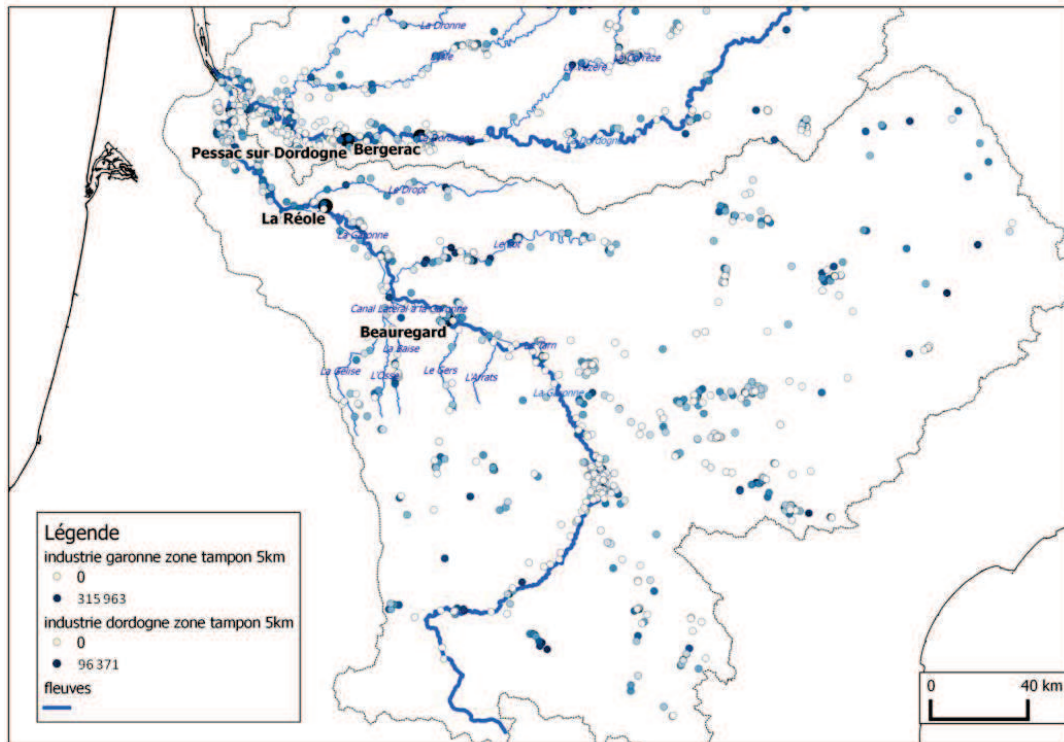 La Dronne
L'Isle
La Vézère
La Corrèze
Pessac sur Dordogne
Bergerac
La Dordogne
La Dordogne
Le Dropt
La Réole
La Garonne
Le Lot
Canal Latéral à la Garonne
Beauregard
Le Tarn
La Baïse
La Gélise
L'Osse
Le Gers
L'Arrats
La Garonne
Légende
industrie garonne zone tampon 5km
0
315 963
industrie dordogne zone tampon 5km
0
96 371
fleuves
0
40 km